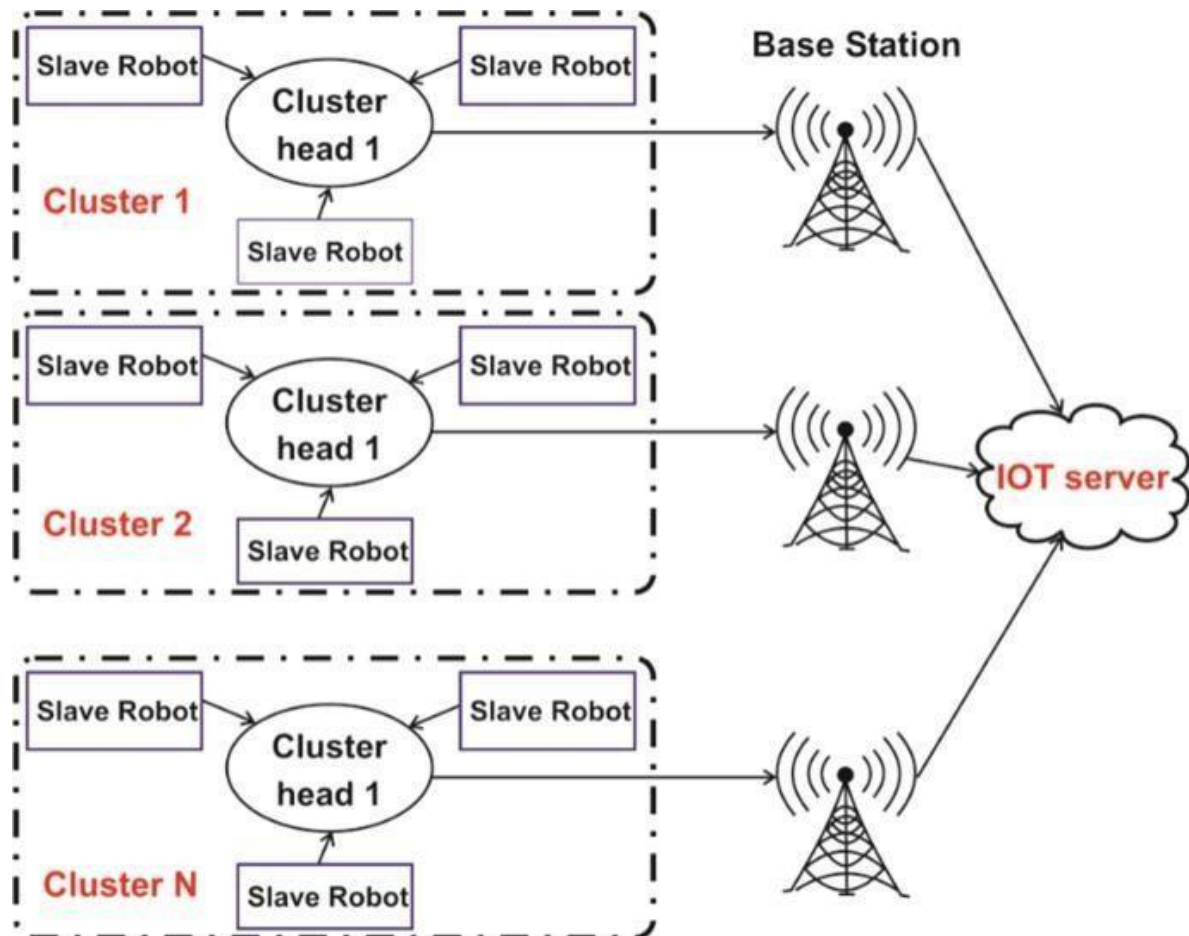 Slave Robot
Slave Robot
Base Station
Cluster
head 1
Cluster 1
Slave Robot
Slave Robot
Slave Robot
Cluster
head 1
IOT server
Cluster 2
Slave Robot
Slave Robot
Slave Robot
Cluster
head 1
Cluster N
Slave Robot